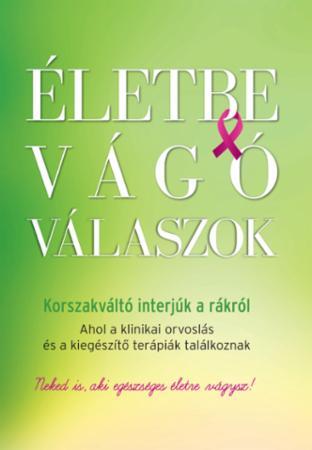 ÉLETBE
VÁGÓ
VÁLASZOK
Korszakváltó interjúk a rákról
Ahol a klinikai orvoslás
és a kiegészítő terápiák találkoznak
Neked is, aki egészséges életre vágysz!